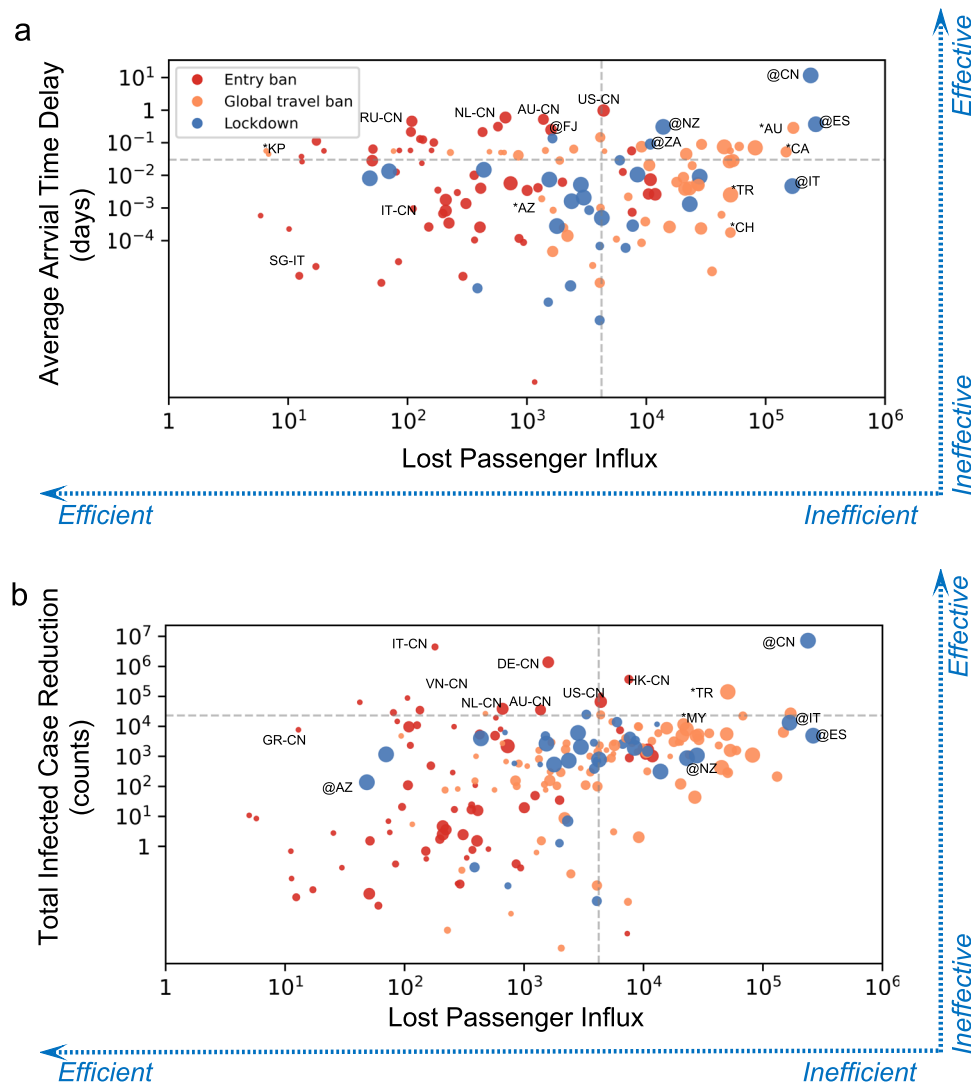 a
Effective
10^1
1
10^-1
10^-2
10^-3
10^-4
Average Arrvial Time Delay
(days)
Entry ban
Global travel ban
Lockdown
@CN
US-CN
AU-CN
NL-CN
RU-CN
@FJ
@NZ
*AU
@ES
@ZA
*KP
*CA
@IT
*TR
IT-CN
*AZ
*CH
SG-IT
1
10^1
10^2
10^3
10^4
10^5
10^6
Lost Passenger Influx
Ineffective
Efficient
Inefficient
b
Effective
10^7
10^6
10^5
10^4
10^3
10^2
10^1
1
Total Infected Case Reduction
(counts)
IT-CN
@CN
DE-CN
HK-CN
VN-CN
US-CN
*TR
NL-CN
AU-CN
*MY
@IT
GR-CN
@ES
@NZ
@AZ
1
10^1
10^2
10^3
10^4
10^5
10^6
Lost Passenger Influx
Ineffective
Efficient
Inefficient